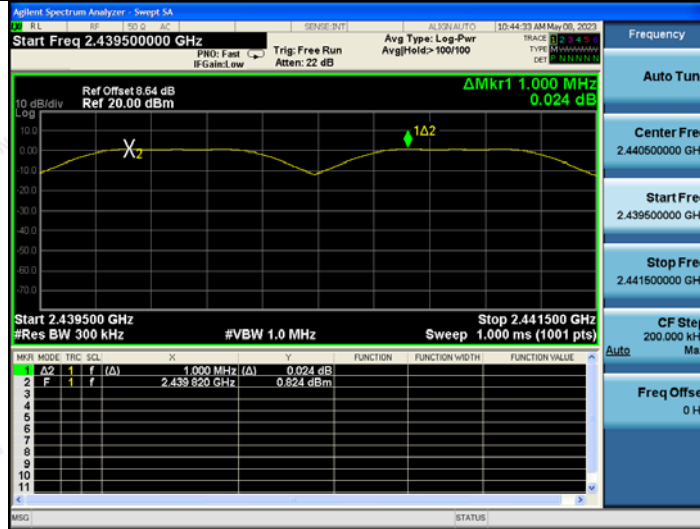 Agilent Spectrum Analyzer - Swept SA
RL RF 50 Ω AC SENSE:INT ALIGNAUTO 10:44:33 AM May 08, 2023
Start Freq 2.439500000 GHz
PNO: Fast
IFGain:Low
Trig: Free Run
Atten: 22 dB
Avg Type: Log-Pwr
Avg|Hold:>100/100
TRACE 1 2 3 4 5 6
TYPE
DET P N N N N N
Ref Offset 8.64 dB
Ref 20.00 dBm
10 dB/div
Log
ΔMkr1 1.000 MHz
0.024 dB
10.0
0.00
-10.0
-20.0
-30.0
-40.0
-50.0
-60.0
-70.0
X2
1Δ2
Start 2.439500 GHz
Stop 2.441500 GHz
#Res BW 300 kHz
#VBW 1.0 MHz
Sweep 1.000 ms (1001 pts)
MKR MODE TRC SCL X Y FUNCTION FUNCTION WIDTH FUNCTION VALUE
1 Δ2 1 f (Δ) 1.000 MHz (Δ) 0.024 dB
2 F 1 f 2.439 820 GHz 0.824 dBm
3
4
5
6
7
8
9
10
11
MSG
STATUS
Frequency
Auto Tun
Center Fre
2.440500000 GH
Start Fre
2.439500000 GH
Stop Fre
2.441500000 GH
CF Step
200.000 kH
Auto Ma
Freq Offse
0 H